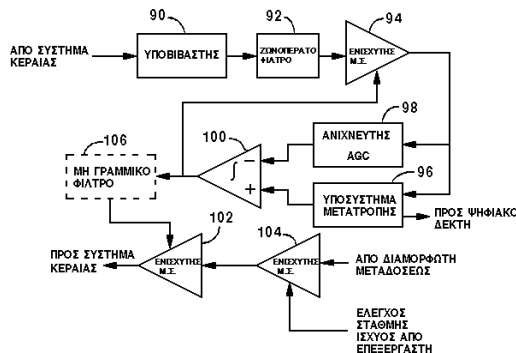 90
92
94
ΑΠΟ ΣΥΣΤΗΜΑ
ΚΕΡΑΙΑΣ
ΥΠΟΒΙΒΑΣΤΗΣ
ΖΩΝΟΠΕΡΑΤΟ
ΦΙΛΤΡΟ
ΕΝΙΣΧΥΤΗΣ
Μ.Σ.
106
100
98
ΜΗ ΓΡΑΜΜΙΚΟ
ΦΙΛΤΡΟ
∫ −
+
ΑΝΙΧΝΕΥΤΗΣ
AGC
96
ΥΠΟΣΥΣΤΗΜΑ
ΜΕΤΑΤΡΟΠΗΣ
ΠΡΟΣ ΨΗΦΙΑΚΟ
ΔΕΚΤΗ
102
104
ΠΡΟΣ ΣΥΣΤΗΜΑ
ΚΕΡΑΙΑΣ
ΕΝΙΣΧΥΤΗΣ
Μ.Σ.
ΕΝΙΣΧΥΤΗΣ
Μ.Σ.
ΑΠΟ ΔΙΑΜΟΡΦΩΤΗ
ΜΕΤΑΔΟΣΕΩΣ
ΕΛΕΓΧΟΣ
ΣΤΑΘΜΗΣ
ΙΣΧΥΟΣ ΑΠΟ
ΕΠΕΞΕΡΓΑΣΤΗ